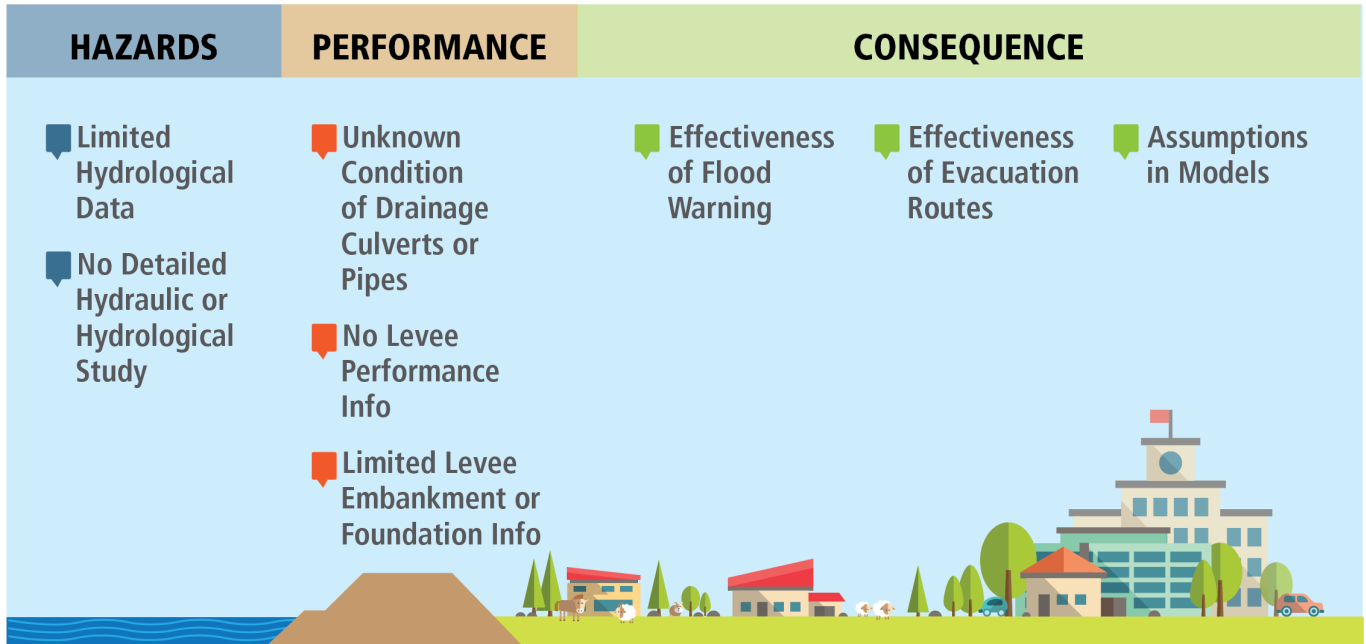 HAZARDS
PERFORMANCE
CONSEQUENCE
Limited
Hydrological
Data
No Detailed
Hydraulic or
Hydrological
Study
Unknown
Condition
of Drainage
Culverts or
Pipes
No Levee
Performance
Info
Limited Levee
Embankment or
Foundation Info
Effectiveness
of Flood
Warning
Effectiveness
of Evacuation
Routes
Assumptions
in Models